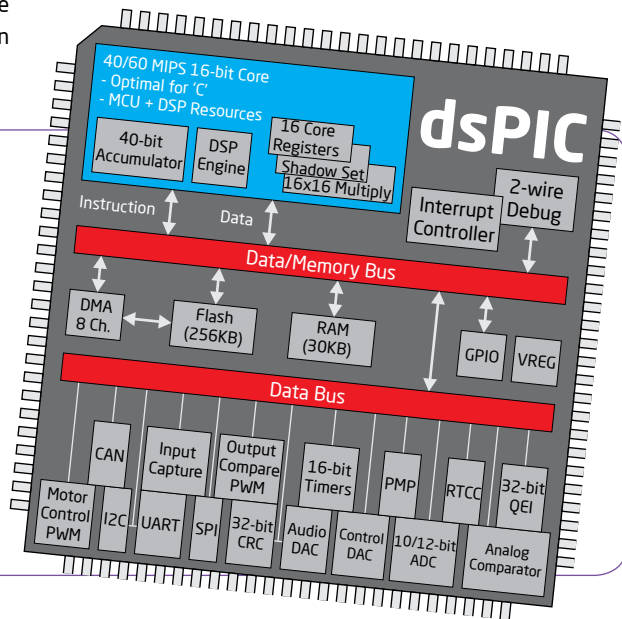 e
n
40/60 MIPS 16-bit Core
- Optimal for ‘C’
- MCU + DSP Resources
40-bit
Accumulator
DSP
Engine
16 Core
Registers
Shadow Set
16x16 Multiply
dsPIC
Instruction
Data
Interrupt
Controller
2-wire
Debug
Data/Memory Bus
DMA
8 Ch.
Flash
(256KB)
RAM
(30KB)
GPIO
VREG
Data Bus
CAN
Input
Capture
Output
Compare
PWM
16-bit
Timers
PMP
RTCC
32-bit
QEI
Motor
Control
PWM
I2C
UART
SPI
32-bit
CRC
Audio
DAC
Control
DAC
10/12-bit
ADC
Analog
Comparator